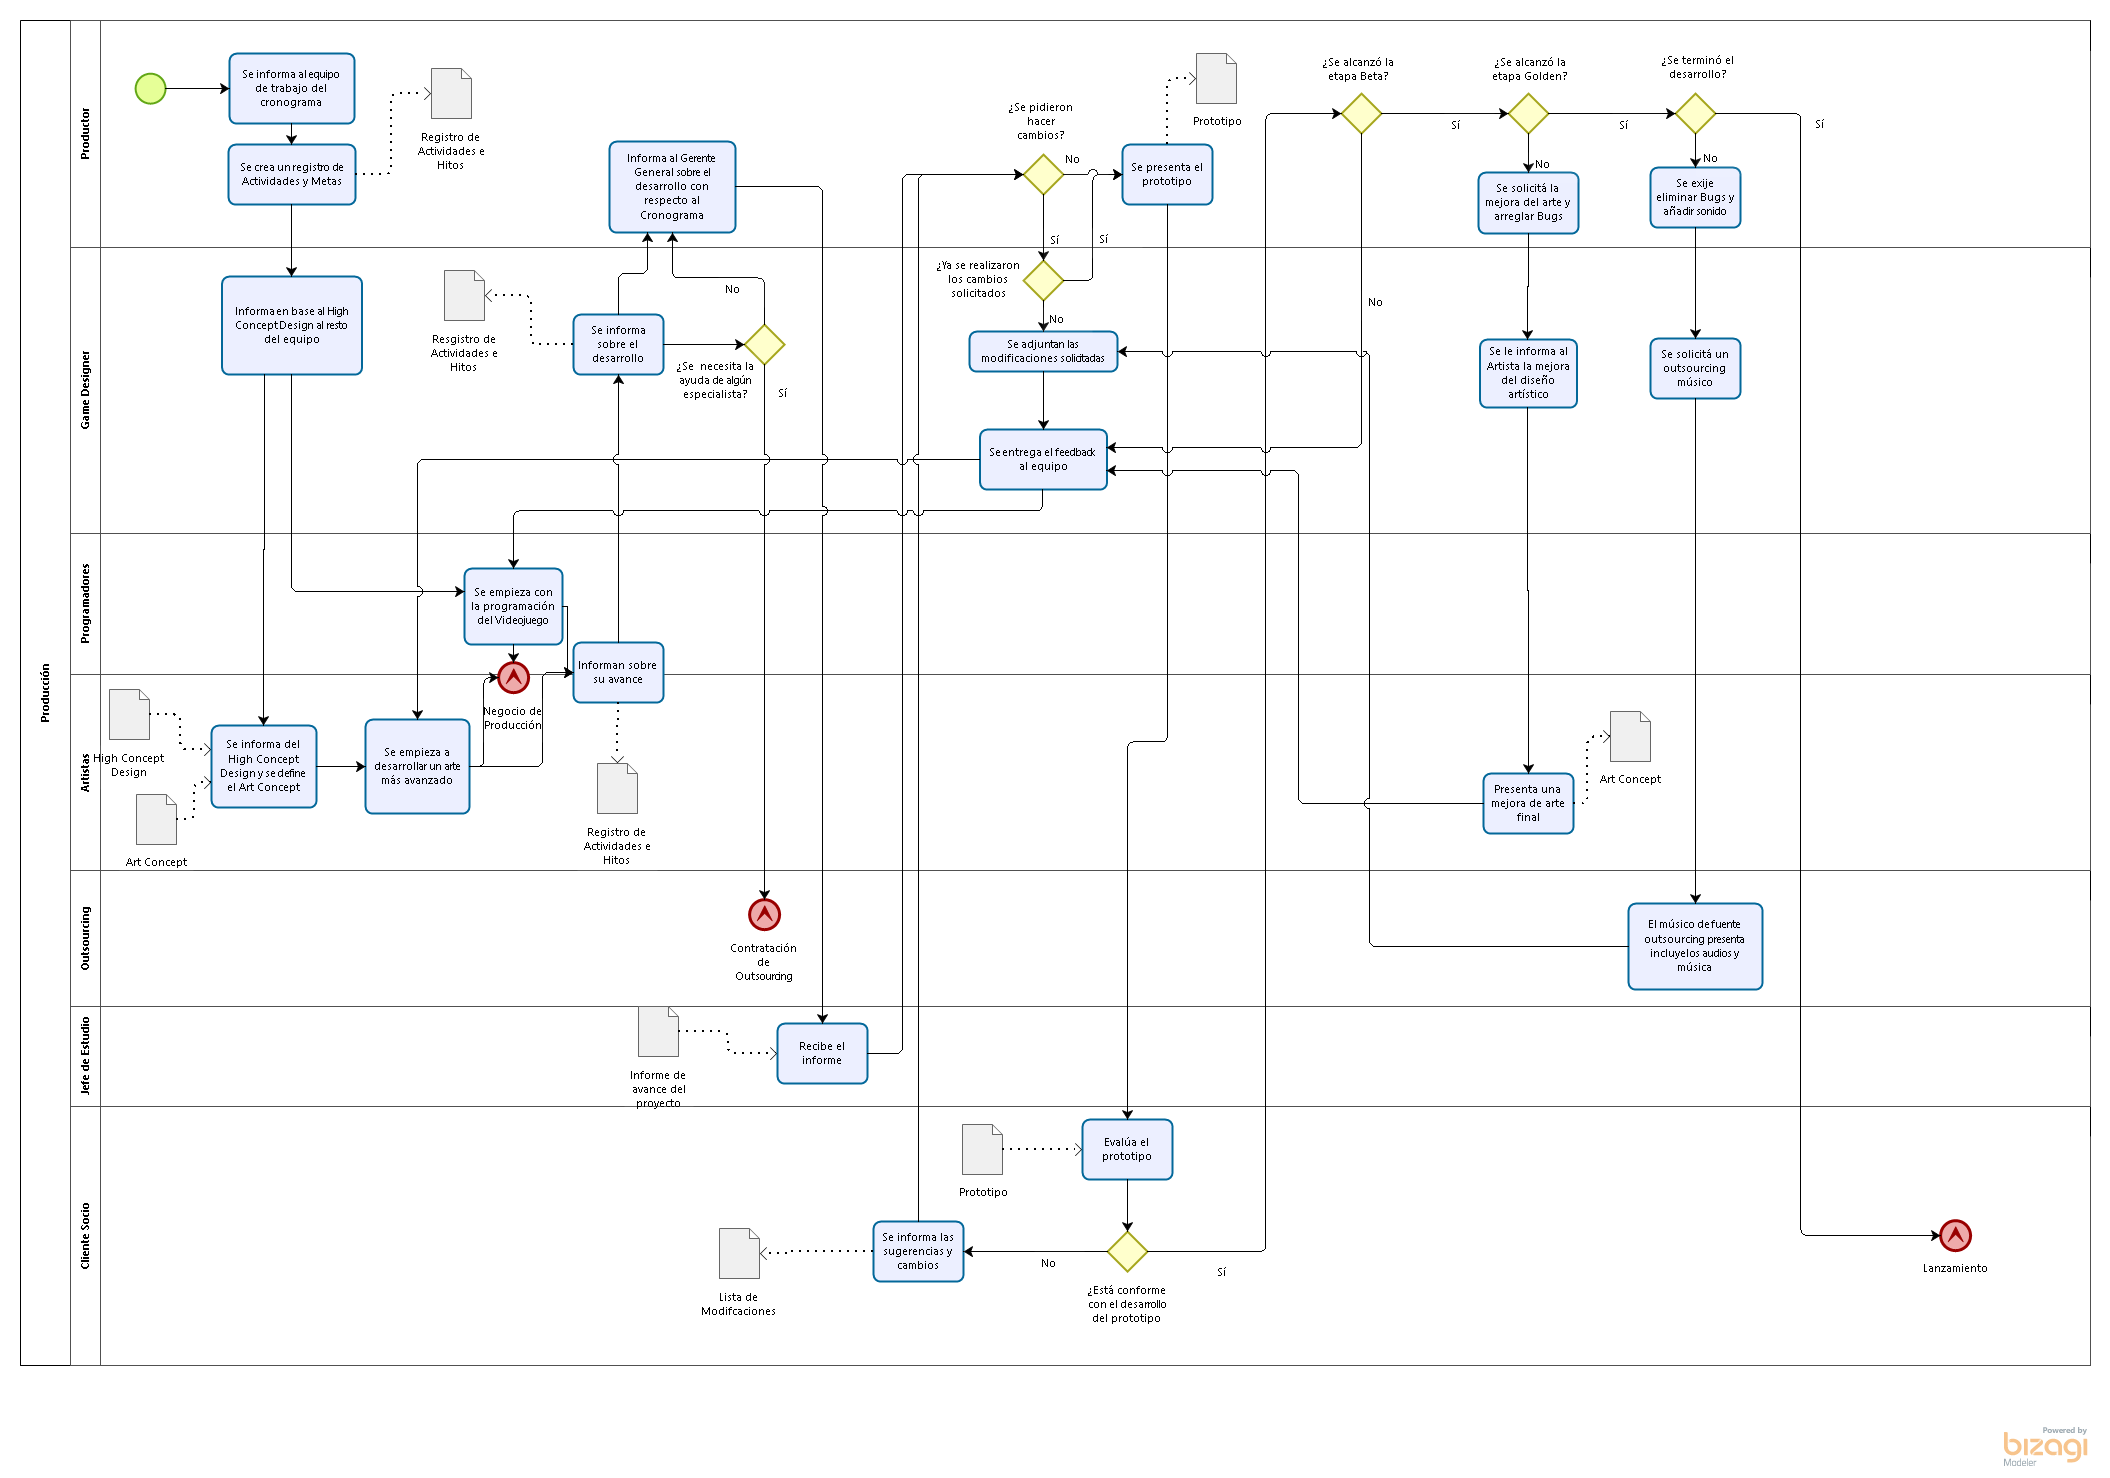 Producción
Productor
Se informa al equipo
de trabajo del
cronograma
Se crea un registro de
Actividades y Metas
Registro de
Actividades e
Hitos
Informa al Gerente
General sobre el
desarrollo con
respecto al
Cronograma
¿Se pidieron
hacer
cambios?
No
Sí
Sí
Se presenta el
prototipo
Prototipo
¿Se alcanzó la
etapa Beta?
Sí
No
¿Se alcanzó la
etapa Golden?
Sí
No
Se solicitá la
mejora del arte y
arreglar Bugs
¿Se terminó el
desarrollo?
Sí
No
Se exije
eliminar Bugs y
añadir sonido
Game Designer
Informa en base al High
Concept Design al resto
del equipo
Resgistro de
Actividades e
Hitos
Se informa
sobre el
desarrollo
No
¿Se necesita la
ayuda de algún
especialista?
Sí
¿Ya se realizaron
los cambios
solicitados
No
Se adjuntan las
modificaciones solicitadas
Se entrega el feedback
al equipo
Se le informa al
Artista la mejora
del diseño
artístico
Se solicitá un
outsourcing
músico
Programadores
Se empieza con
la programación
del Videojuego
Informan sobre
su avance
Negocio de
Producción
Artistas
High Concept
Design
Art Concept
Se informa del
High Concept
Design y se define
el Art Concept
Se empieza a
desarrollar un arte
más avanzado
Registro de
Actividades e
Hitos
Presenta una
mejora de arte
final
Art Concept
Outsourcing
Contratación
de
Outsourcing
El músico de fuente
outsourcing presenta
incluyelos audios y
música
Jefe de Estudio
Informe de
avance del
proyecto
Recibe el
informe
Cliente Socio
Prototipo
Evalúa el
prototipo
Lista de
Modifcaciones
Se informa las
sugerencias y
cambios
No
Sí
¿Está conforme
con el desarrollo
del prototipo
Lanzamiento
Powered by
bizagi
Modeler